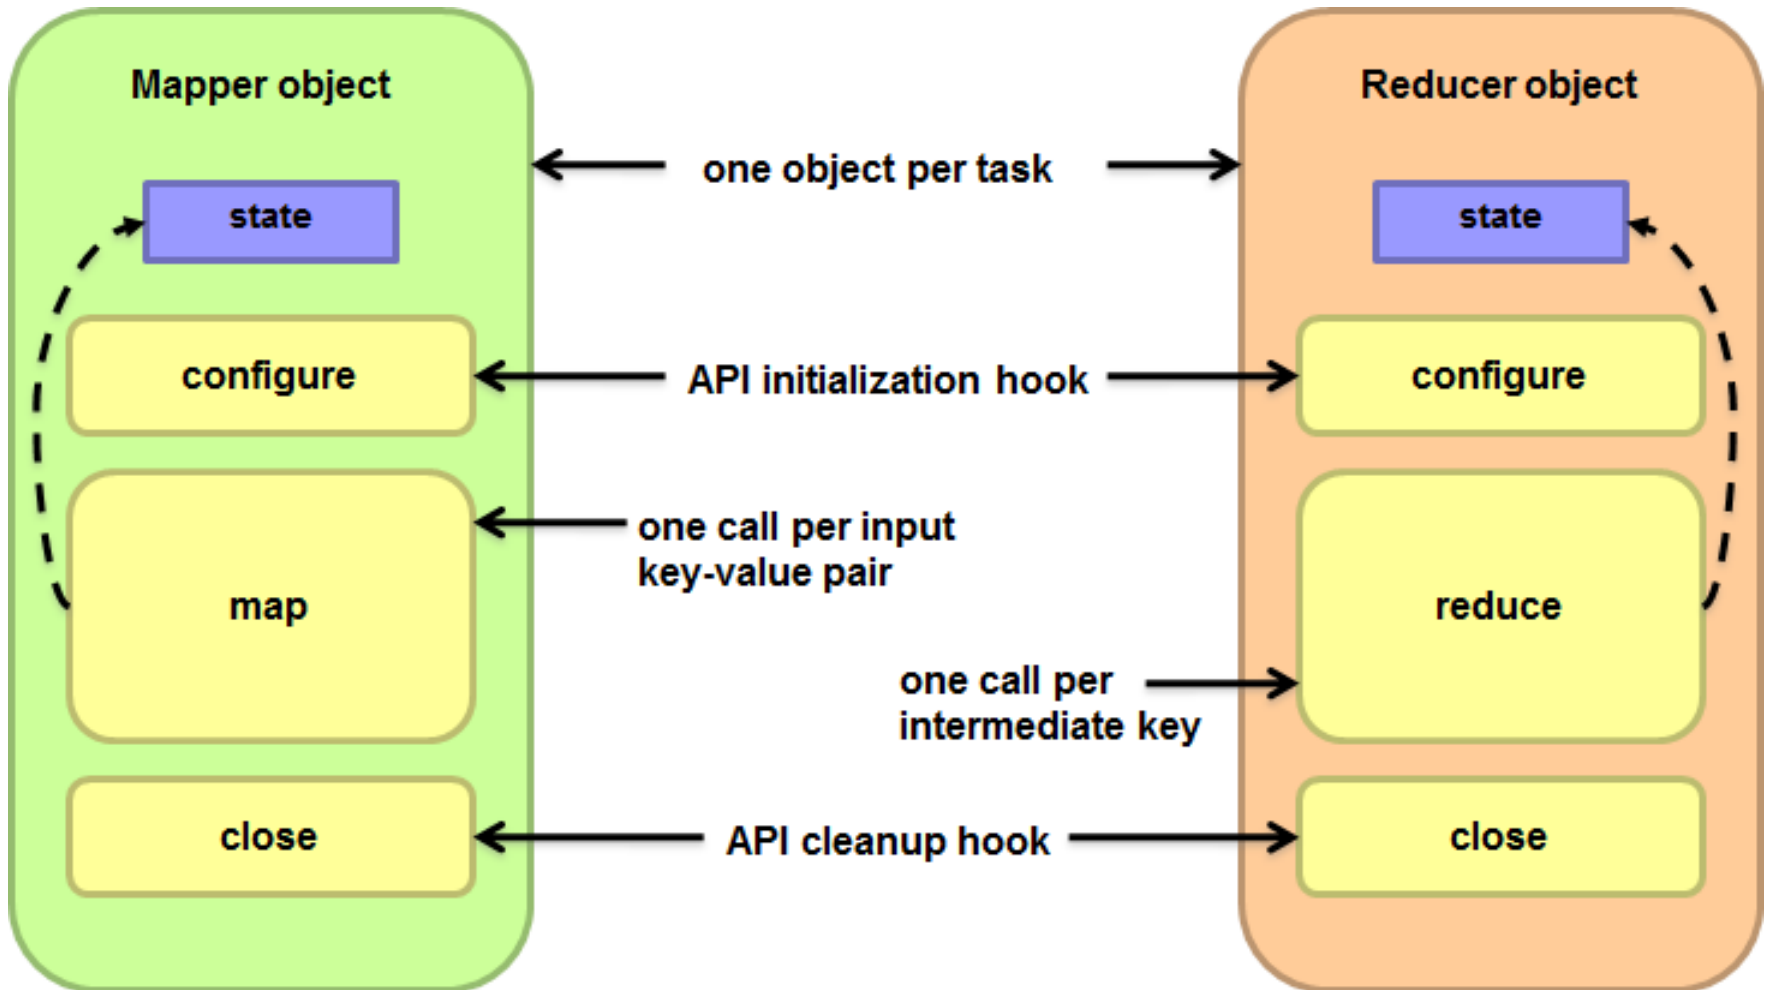 Mapper object
Reducer object
one object per task
state
state
configure
API initialization hook
configure
one call per input
key-value pair
map
reduce
one call per
intermediate key
close
API cleanup hook
close